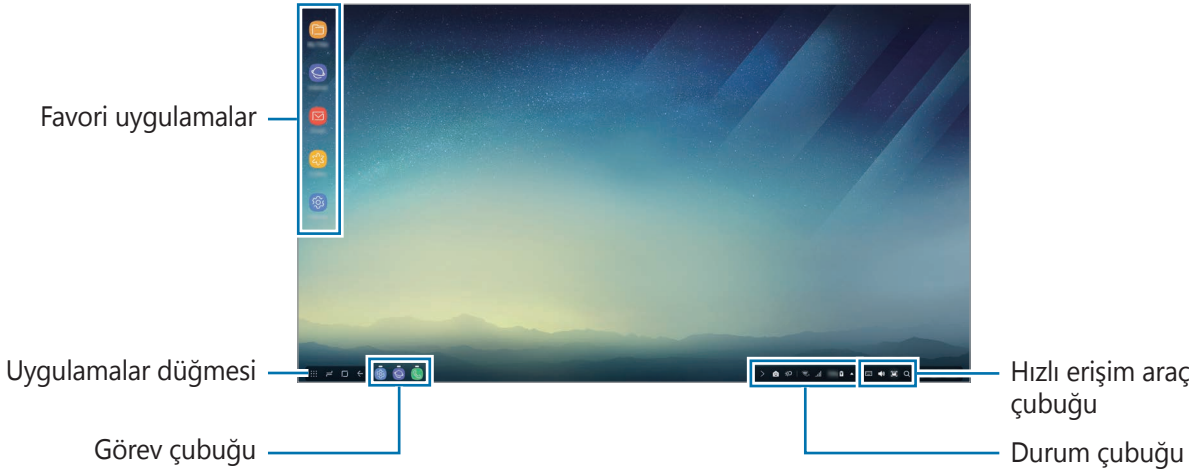 Favori uygulamalar
Uygulamalar düğmesi
Görev çubuğu
Hızlı erişim araç
çubuğu
Durum çubuğu